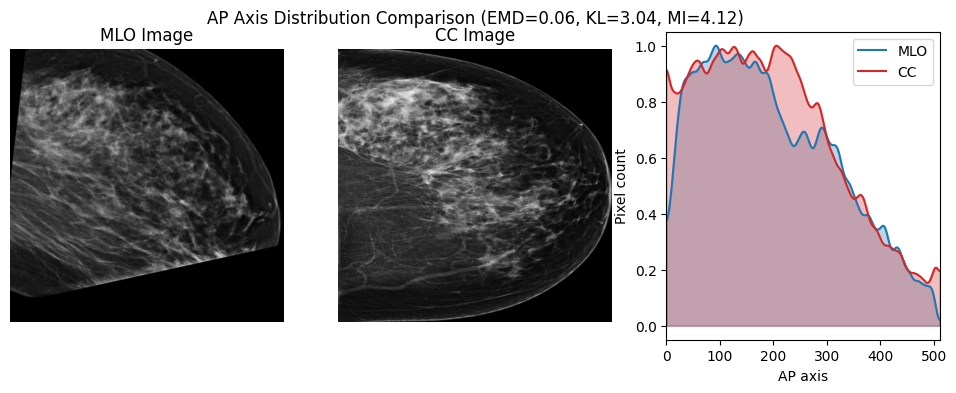 AP Axis Distribution Comparison (EMD=0.06, KL=3.04, MI=4.12)
MLO Image
CC Image
MLO
CC
Pixel count
1.0
0.8
0.6
0.4
0.2
0.0
0 100 200 300 400 500
AP axis